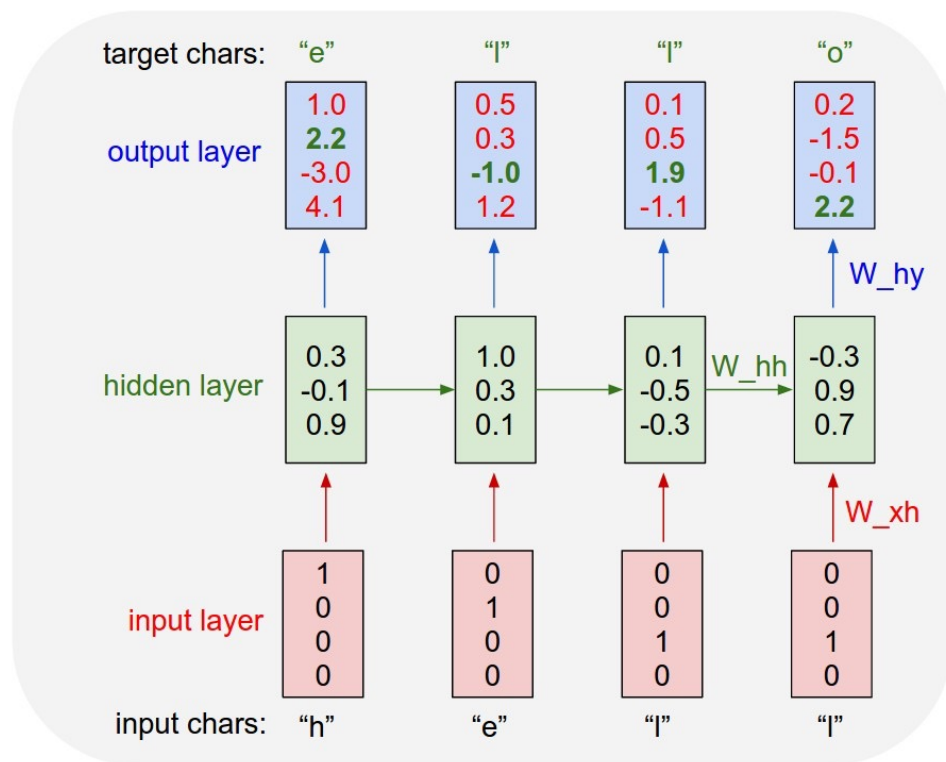 target chars: “e” “l” “l” “o”
1.0 0.5 0.1 0.2
2.2 0.3 0.5 -1.5
output layer
-3.0 -1.0 1.9 -0.1
4.1 1.2 -1.1 2.2
W_hy
0.3 1.0 0.1 -0.3
W_hh
hidden layer -0.1 0.3 -0.5 0.9
0.9 0.1 -0.3 0.7
W_xh
1 0 0 0
0 1 0 0
input layer
0 0 1 1
0 0 0 0
input chars: “h” “e” “l” “l”